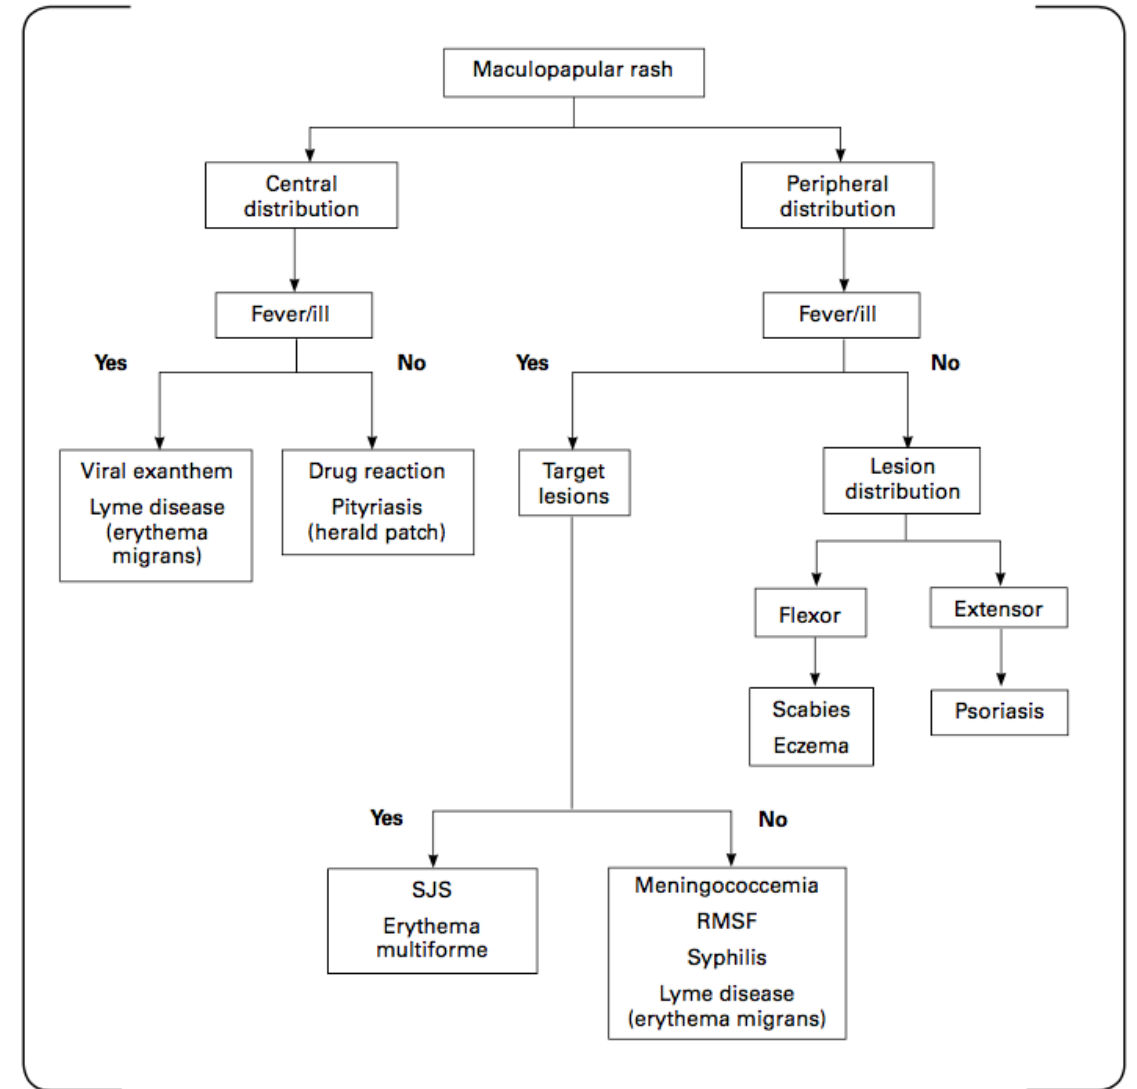 Maculopapular rash
Central
distribution
Peripheral
distribution
Fever/ill
Fever/ill
Yes
No
Yes
No
Viral exanthem
Lyme disease
(erythema
migrans)
Drug reaction
Pityriasis
(herald patch)
Target
lesions
Lesion
distribution
Flexor
Extensor
Scabies
Eczema
Psoriasis
Yes
No
SJS
Erythema
multiforme
Meningococcemia
RMSF
Syphilis
Lyme disease
(erythema migrans)